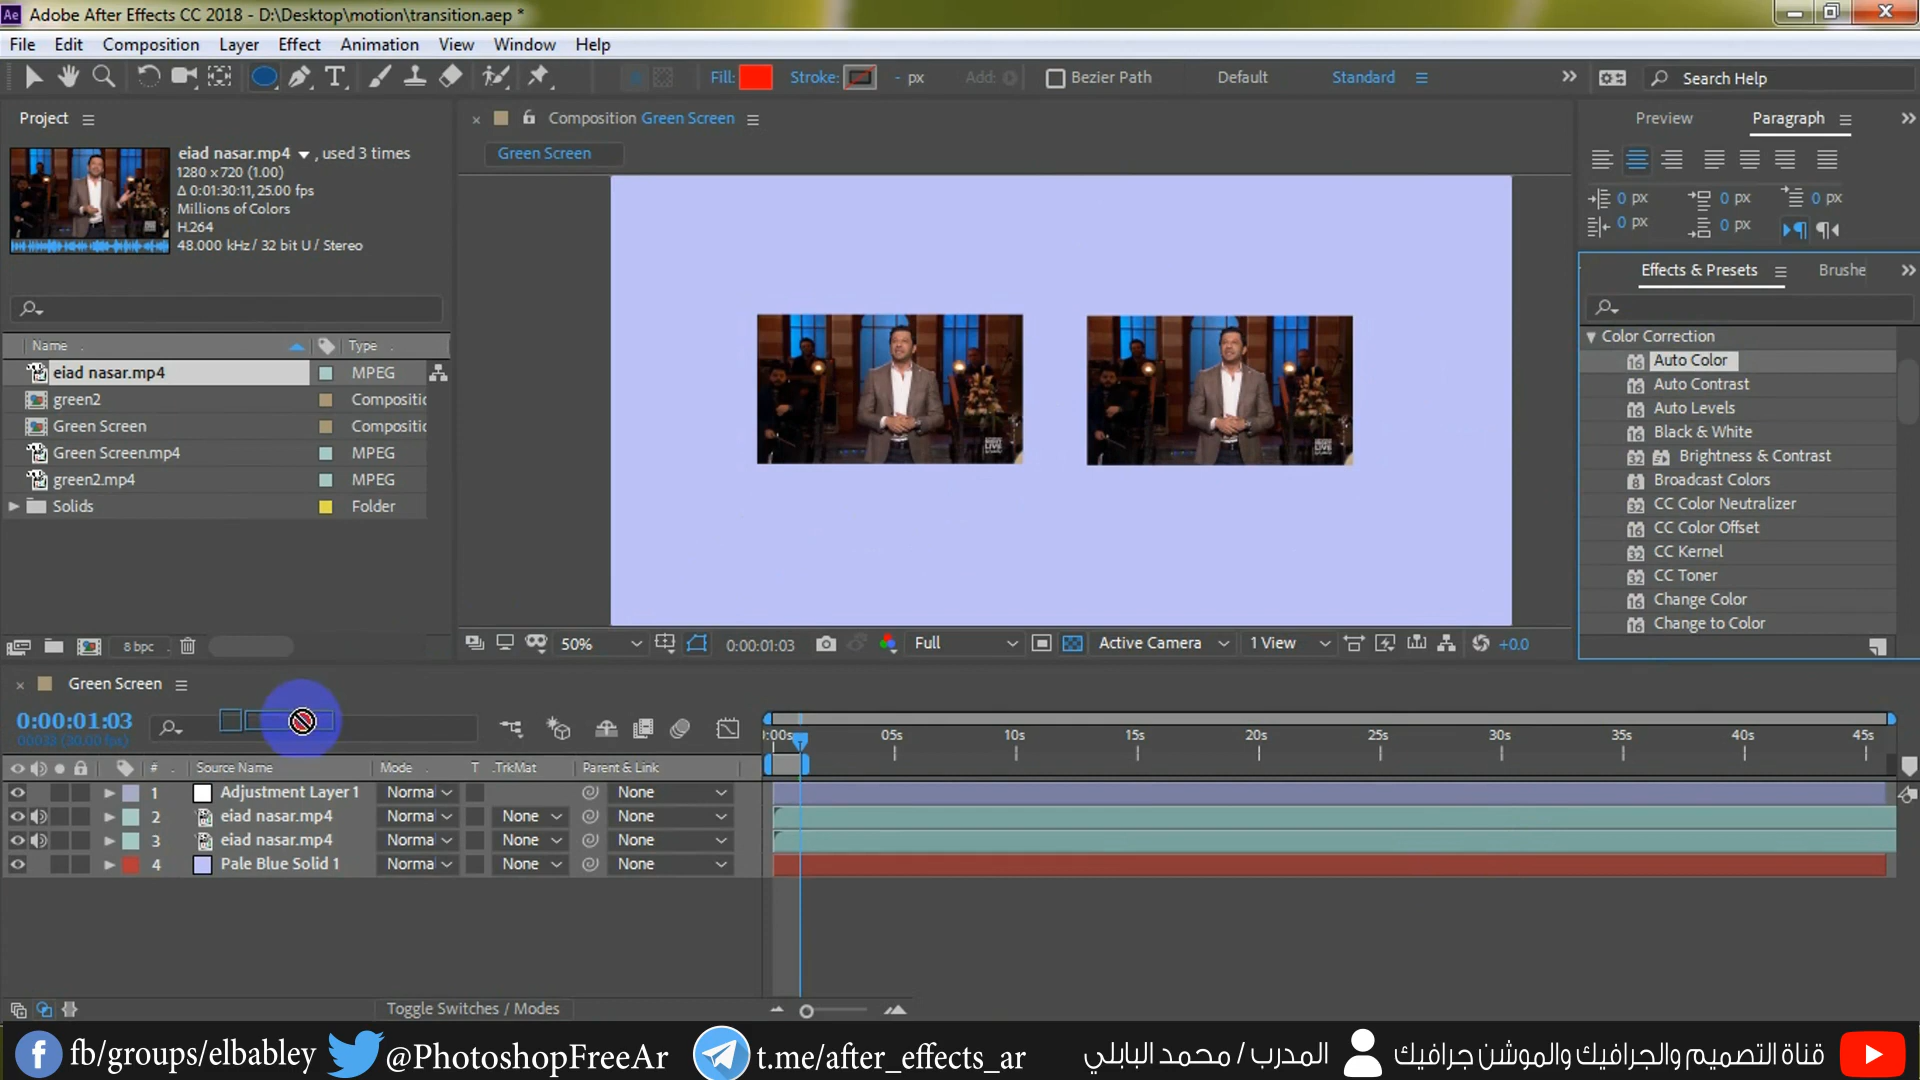 Adobe After Effects CC 2018 - D:\Desktop\motion\transition.aep *
File Edit Composition Layer Effect Animation View Window Help
Fill: Stroke: - px Add: Bezier Path Default Standard Search Help
Project
eiad nasar.mp4 , used 3 times
1280 x 720 (1.00)
Δ 0:01:30:11, 25.00 fps
Millions of Colors
H.264
48.000 kHz / 32 bit U / Stereo
Name Type
eiad nasar.mp4 MPEG
green2 Compositic
Green Screen Compositic
Green Screen.mp4 MPEG
green2.mp4 MPEG
Solids Folder
8 bpc
Composition Green Screen
Green Screen
50% 0:00:01:03 Full Active Camera 1 View +0.0
Preview Paragraph
0 px 0 px 0 px
0 px 0 px
Effects & Presets Brushe
Color Correction
Auto Color
Auto Contrast
Auto Levels
Black & White
Brightness & Contrast
Broadcast Colors
CC Color Neutralizer
CC Color Offset
CC Kernel
CC Toner
Change Color
Change to Color
Green Screen
0:00:01:03
:00s 05s 10s 15s 20s 25s 30s 35s 40s 45s
# Source Name Mode T .TrkMat Parent & Link
1 Adjustment Layer 1 Norma None
2 eiad nasar.mp4 Norma None None
3 eiad nasar.mp4 Norma None None
4 Pale Blue Solid 1 Norma None None
Toggle Switches / Modes
fb/groups/elbabley @PhotoshopFreeAr t.me/after_effects_ar المدرب / محمد البابلي قناة التصميم والجرافيك والموشن جرافيك